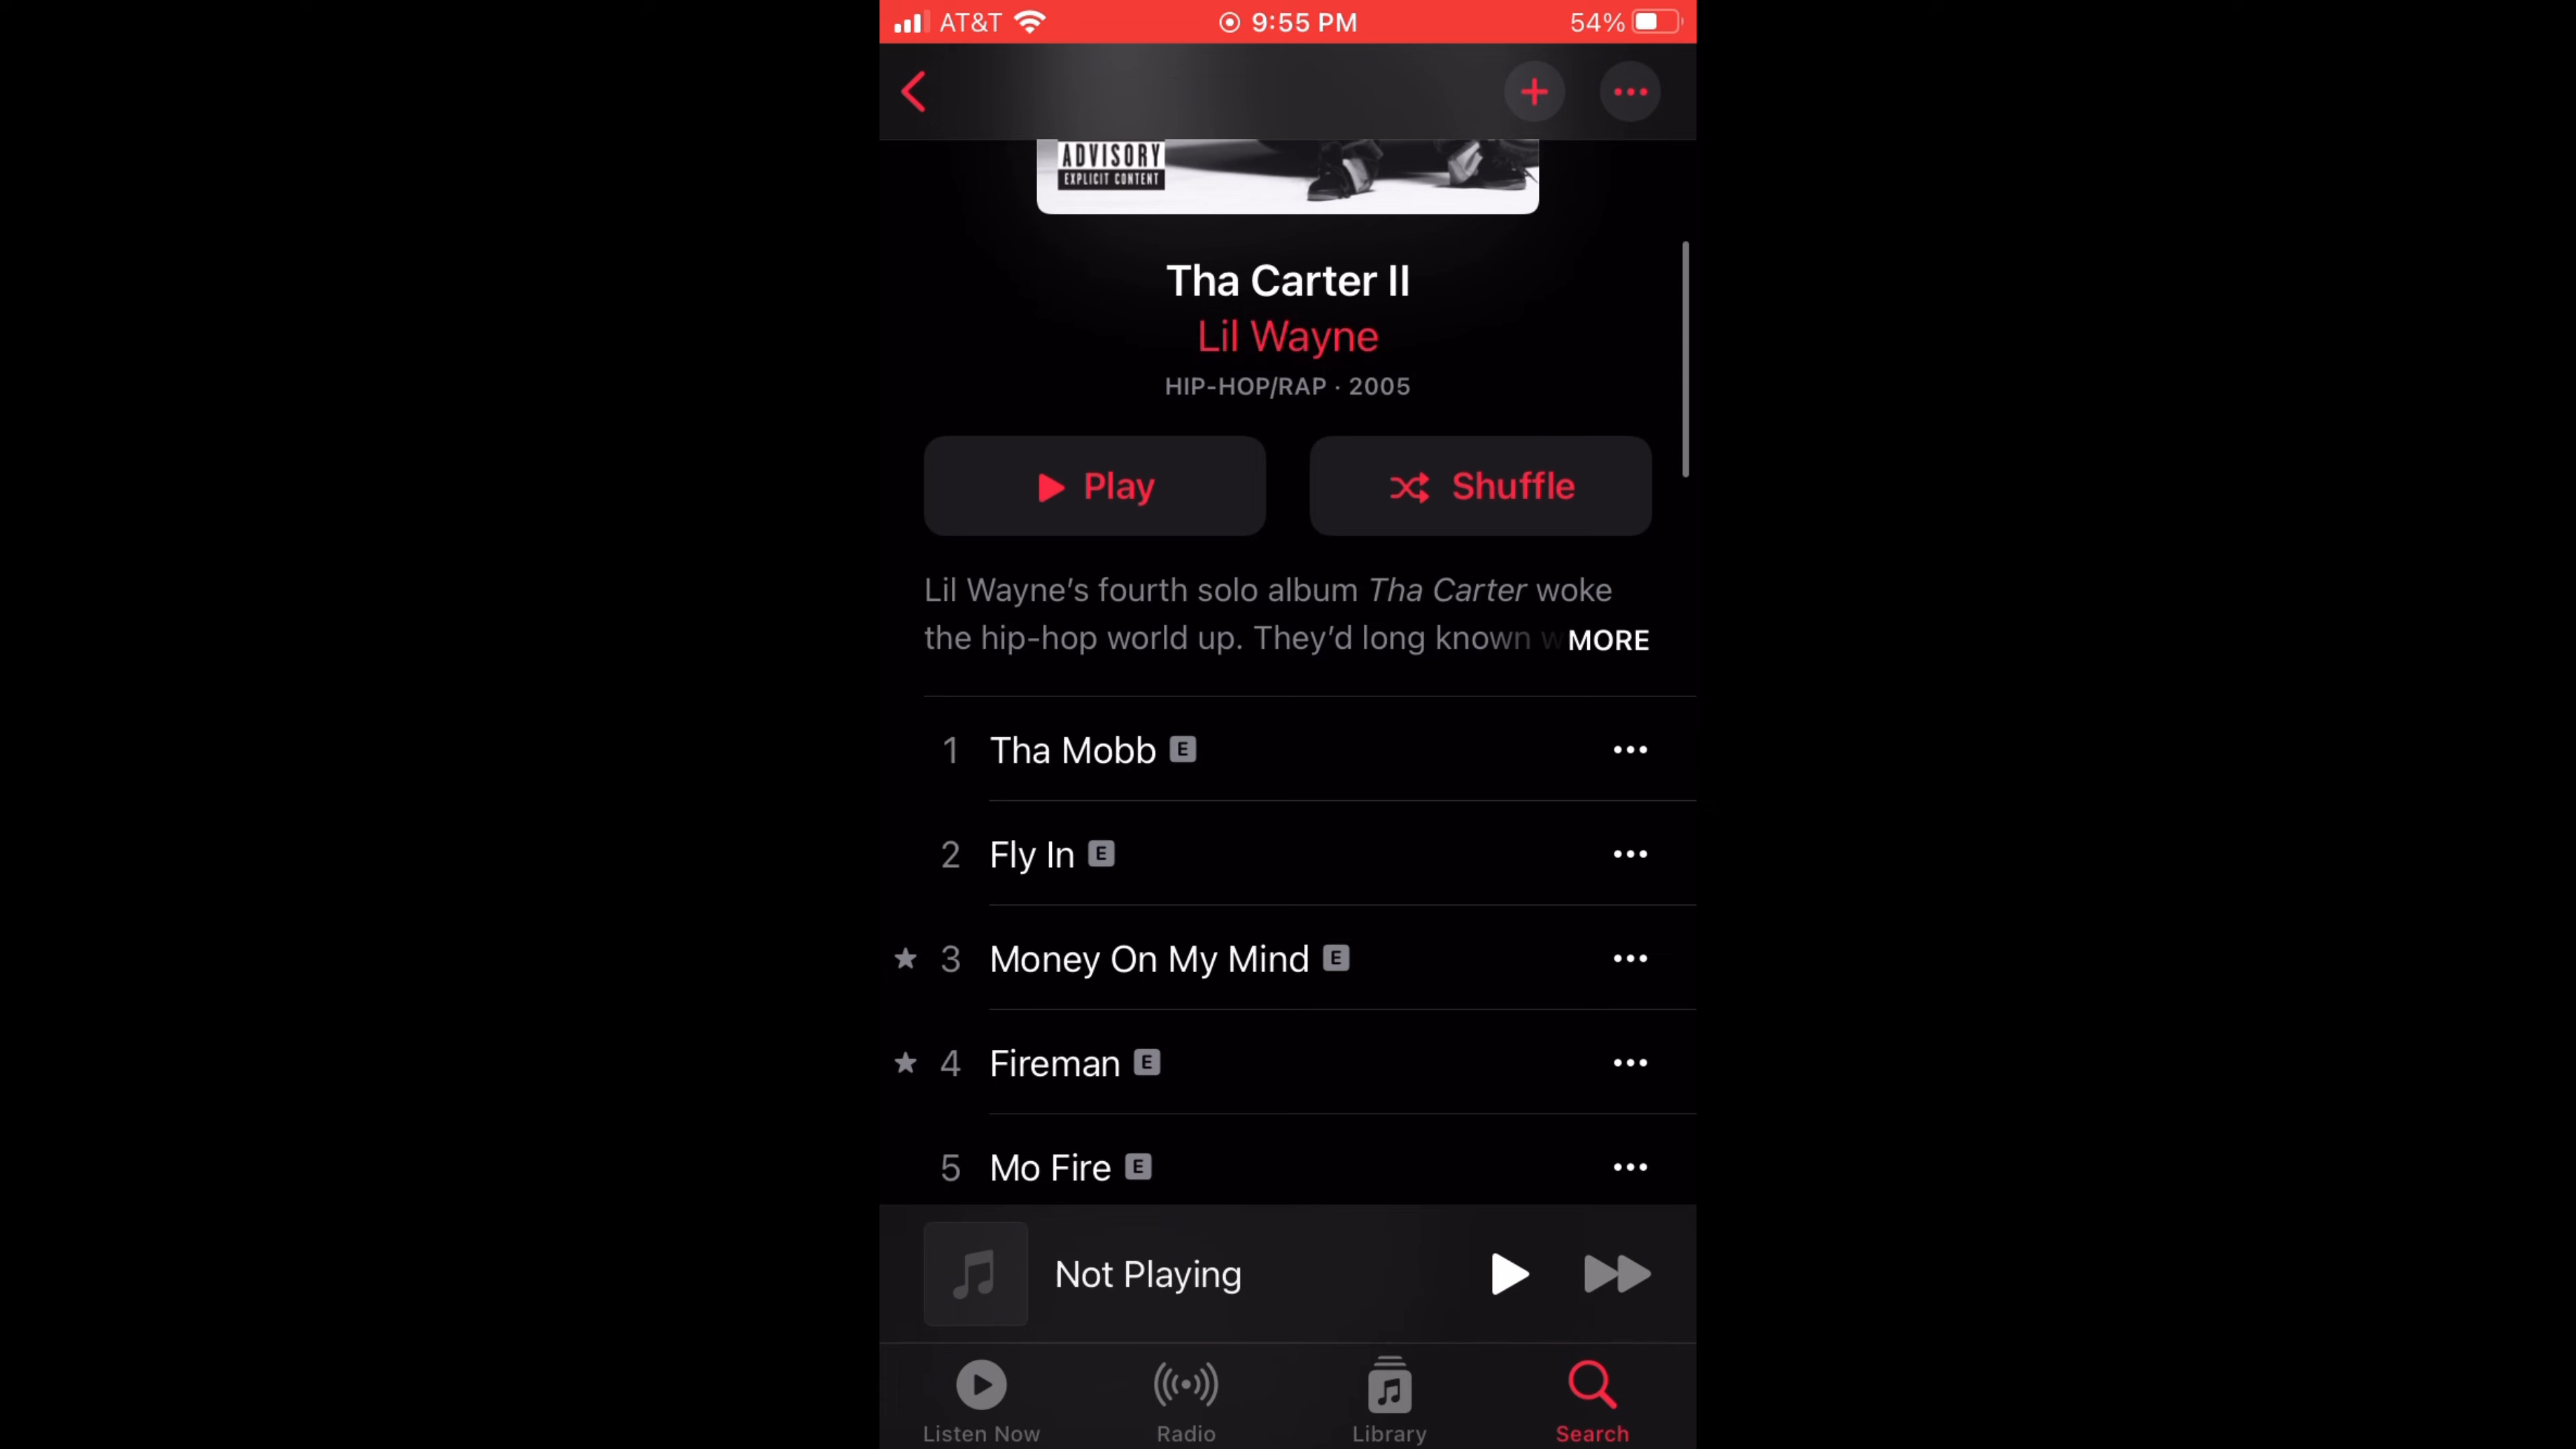 AT&T 9:55 PM 54%
ADVISORY
EXPLICIT CONTENT
Tha Carter II
Lil Wayne
HIP-HOP/RAP · 2005
Play Shuffle
Lil Wayne’s fourth solo album Tha Carter woke
the hip-hop world up. They’d long known MORE
1 Tha Mobb E
2 Fly In E
★ 3 Money On My Mind E
★ 4 Fireman E
5 Mo Fire E
Not Playing
Listen Now Radio Library Search